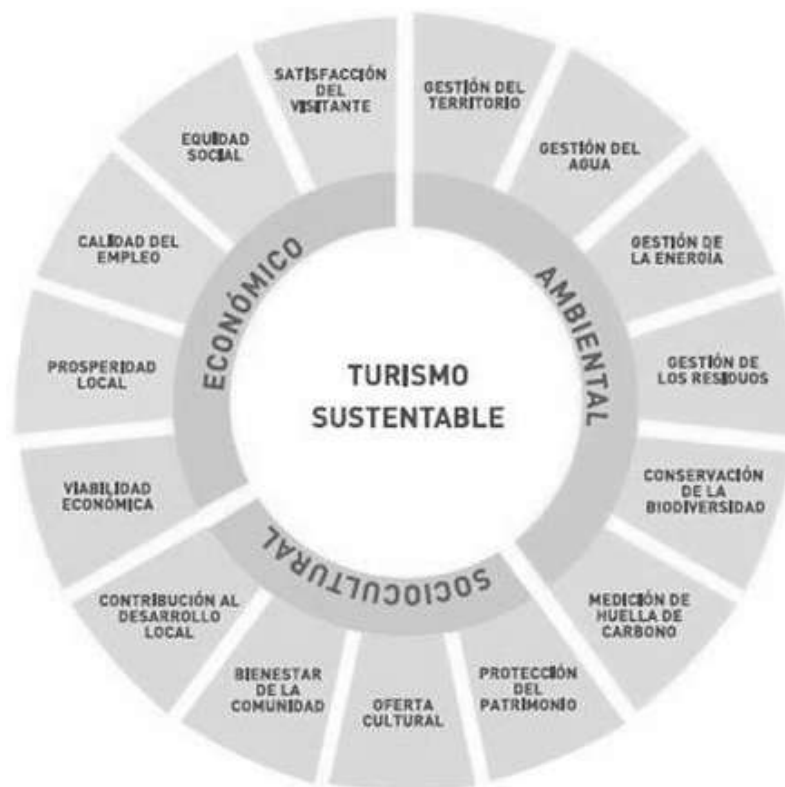 TURISMO
SUSTENTABLE
AMBIENTAL
GESTIÓN DEL
TERRITORIO
GESTIÓN DEL
AGUA
GESTIÓN DE
LA ENERGÍA
GESTIÓN DE
LOS RESIDUOS
CONSERVACIÓN
DE LA
BIODIVERSIDAD
MEDICIÓN DE
HUELLA DE
CARBONO
SOCIOCULTURAL
PROTECCIÓN
DEL
PATRIMONIO
OFERTA
CULTURAL
BIENESTAR
DE LA
COMUNIDAD
CONTRIBUCIÓN AL
DESARROLLO
LOCAL
ECONÓMICO
VIABILIDAD
ECONÓMICA
PROSPERIDAD
LOCAL
CALIDAD DEL
EMPLEO
EQUIDAD
SOCIAL
SATISFACCIÓN
DEL
VISITANTE